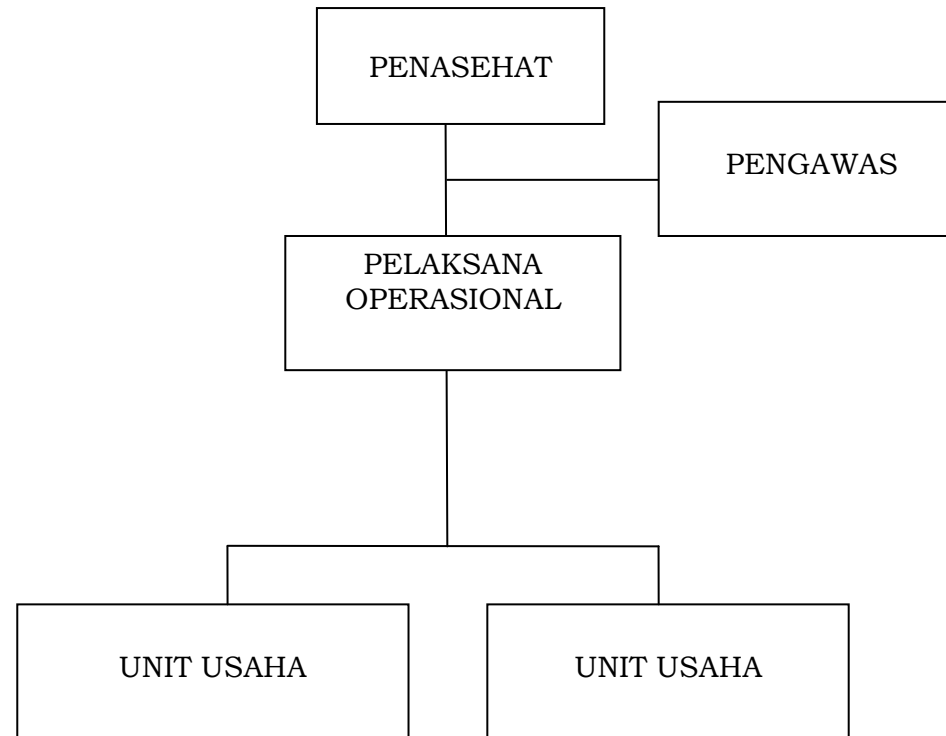 PENASEHAT
PENGAWAS
PELAKSANA
OPERASIONAL
UNIT USAHA
UNIT USAHA